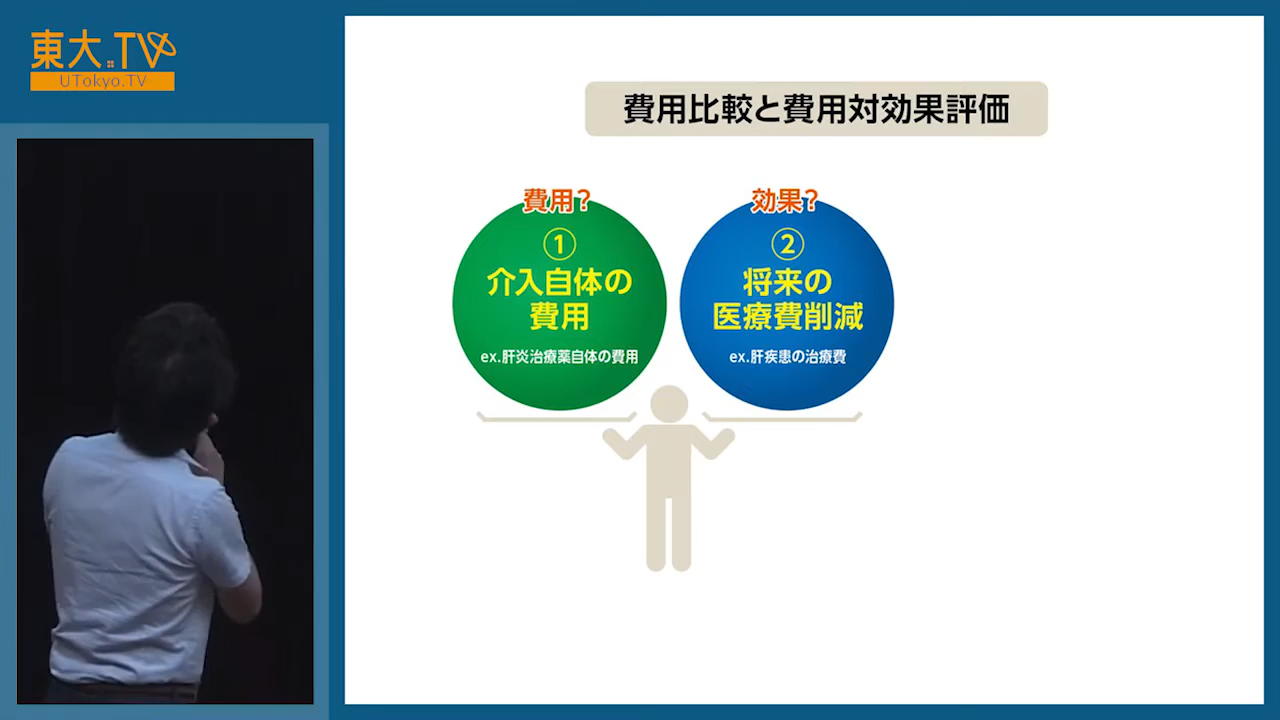 東大.TV
UTokyo.TV
費用比較と費用対効果評価
費用?
①
介入自体の
費用
ex.肝炎治療薬自体の費用
効果?
②
将来の
医療費削減
ex.肝疾患の治療費